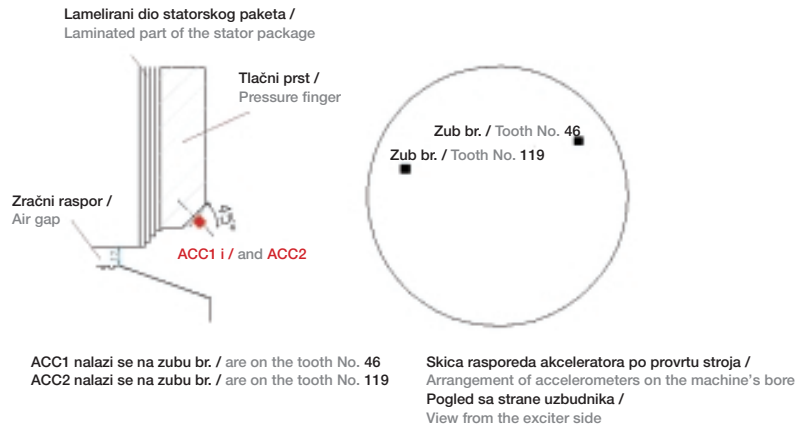 Lamelirani dio statorskog paketa /
Laminated part of the stator package
Tlačni prst /
Pressure finger
Zub br. / Tooth No. 46
Zub br. / Tooth No. 119
Zračni raspor /
Air gap
45°
ACC1 i / and ACC2
ACC1 nalazi se na zubu br. / are on the tooth No. 46
ACC2 nalazi se na zubu br. / are on the tooth No. 119
Skica rasporeda akceleratora po provrtu stroja /
Arrangement of accelerometers on the machine's bore
Pogled sa strane uzbudnika /
View from the exciter side